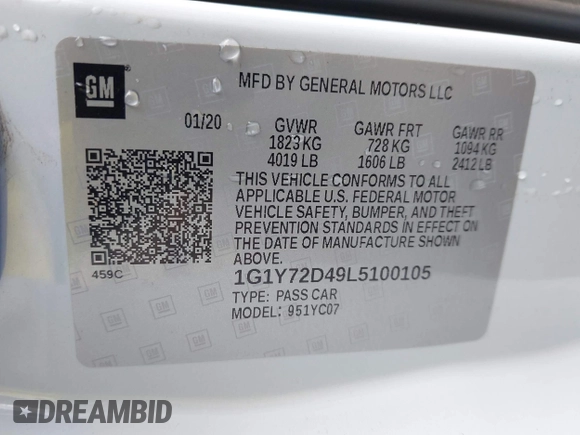 GM
MFD BY GENERAL MOTORS LLC
01/20 GVWR GAWR FRT GAWR RR
1823 KG 728 KG 1094 KG
4019 LB 1606 LB 2412 LB
THIS VEHICLE CONFORMS TO ALL
APPLICABLE U.S. FEDERAL MOTOR
VEHICLE SAFETY, BUMPER, AND THEFT
PREVENTION STANDARDS IN EFFECT ON
THE DATE OF MANUFACTURE SHOWN
ABOVE.
459C
1G1Y72D49L5100105
TYPE: PASS CAR
MODEL: 951YC07
DREAMBID